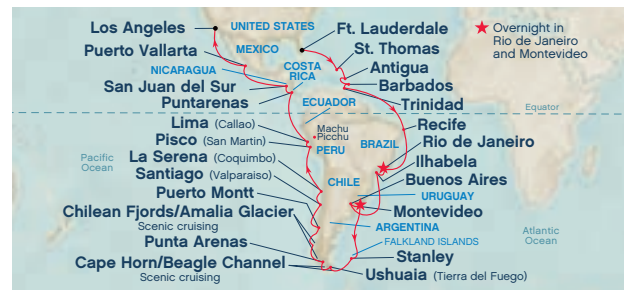 Los Angeles
UNITED STATES
Ft. Lauderdale
★ Overnight in
Rio de Janeiro
and Montevideo
Puerto Vallarta
MEXICO
St. Thomas
NICARAGUA
COSTA
RICA
Antigua
San Juan del Sur
Barbados
Puntarenas
ECUADOR
Trinidad
Equator
Lima (Callao)
Machu
Picchu
Recife
Pisco (San Martin)
PERU
BRAZIL
Rio de Janeiro
Pacific
Ocean
La Serena (Coquimbo)
Ilhabela
Santiago (Valparaiso)
CHILE
Buenos Aires
Puerto Montt
URUGUAY
Chilean Fjords/Amalia Glacier
Scenic cruising
Montevideo
ARGENTINA
Atlantic
Ocean
Punta Arenas
FALKLAND ISLANDS
Stanley
Cape Horn/Beagle Channel
Scenic cruising
Ushuaia (Tierra del Fuego)